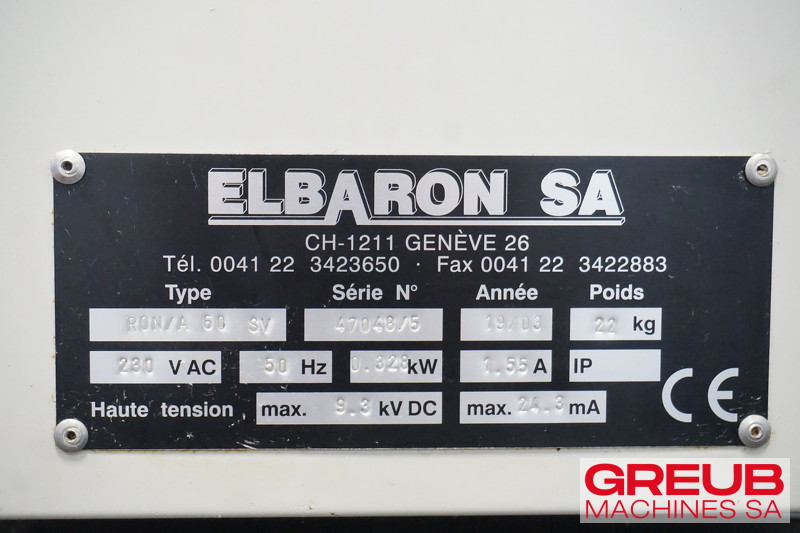 ELBARON SA
CH-1211 GENÈVE 26
Tél. 0041 22 3423650 · Fax 0041 22 3422883
Type Série N° Année Poids
RON/A 50 SV 47048/5 19/03 22 kg
230 V AC 50 Hz 0.328 kW 1.55 A IP
Haute tension max. 9.3 kV DC max. 24.3 mA
CE
GREUB
MACHINES SA